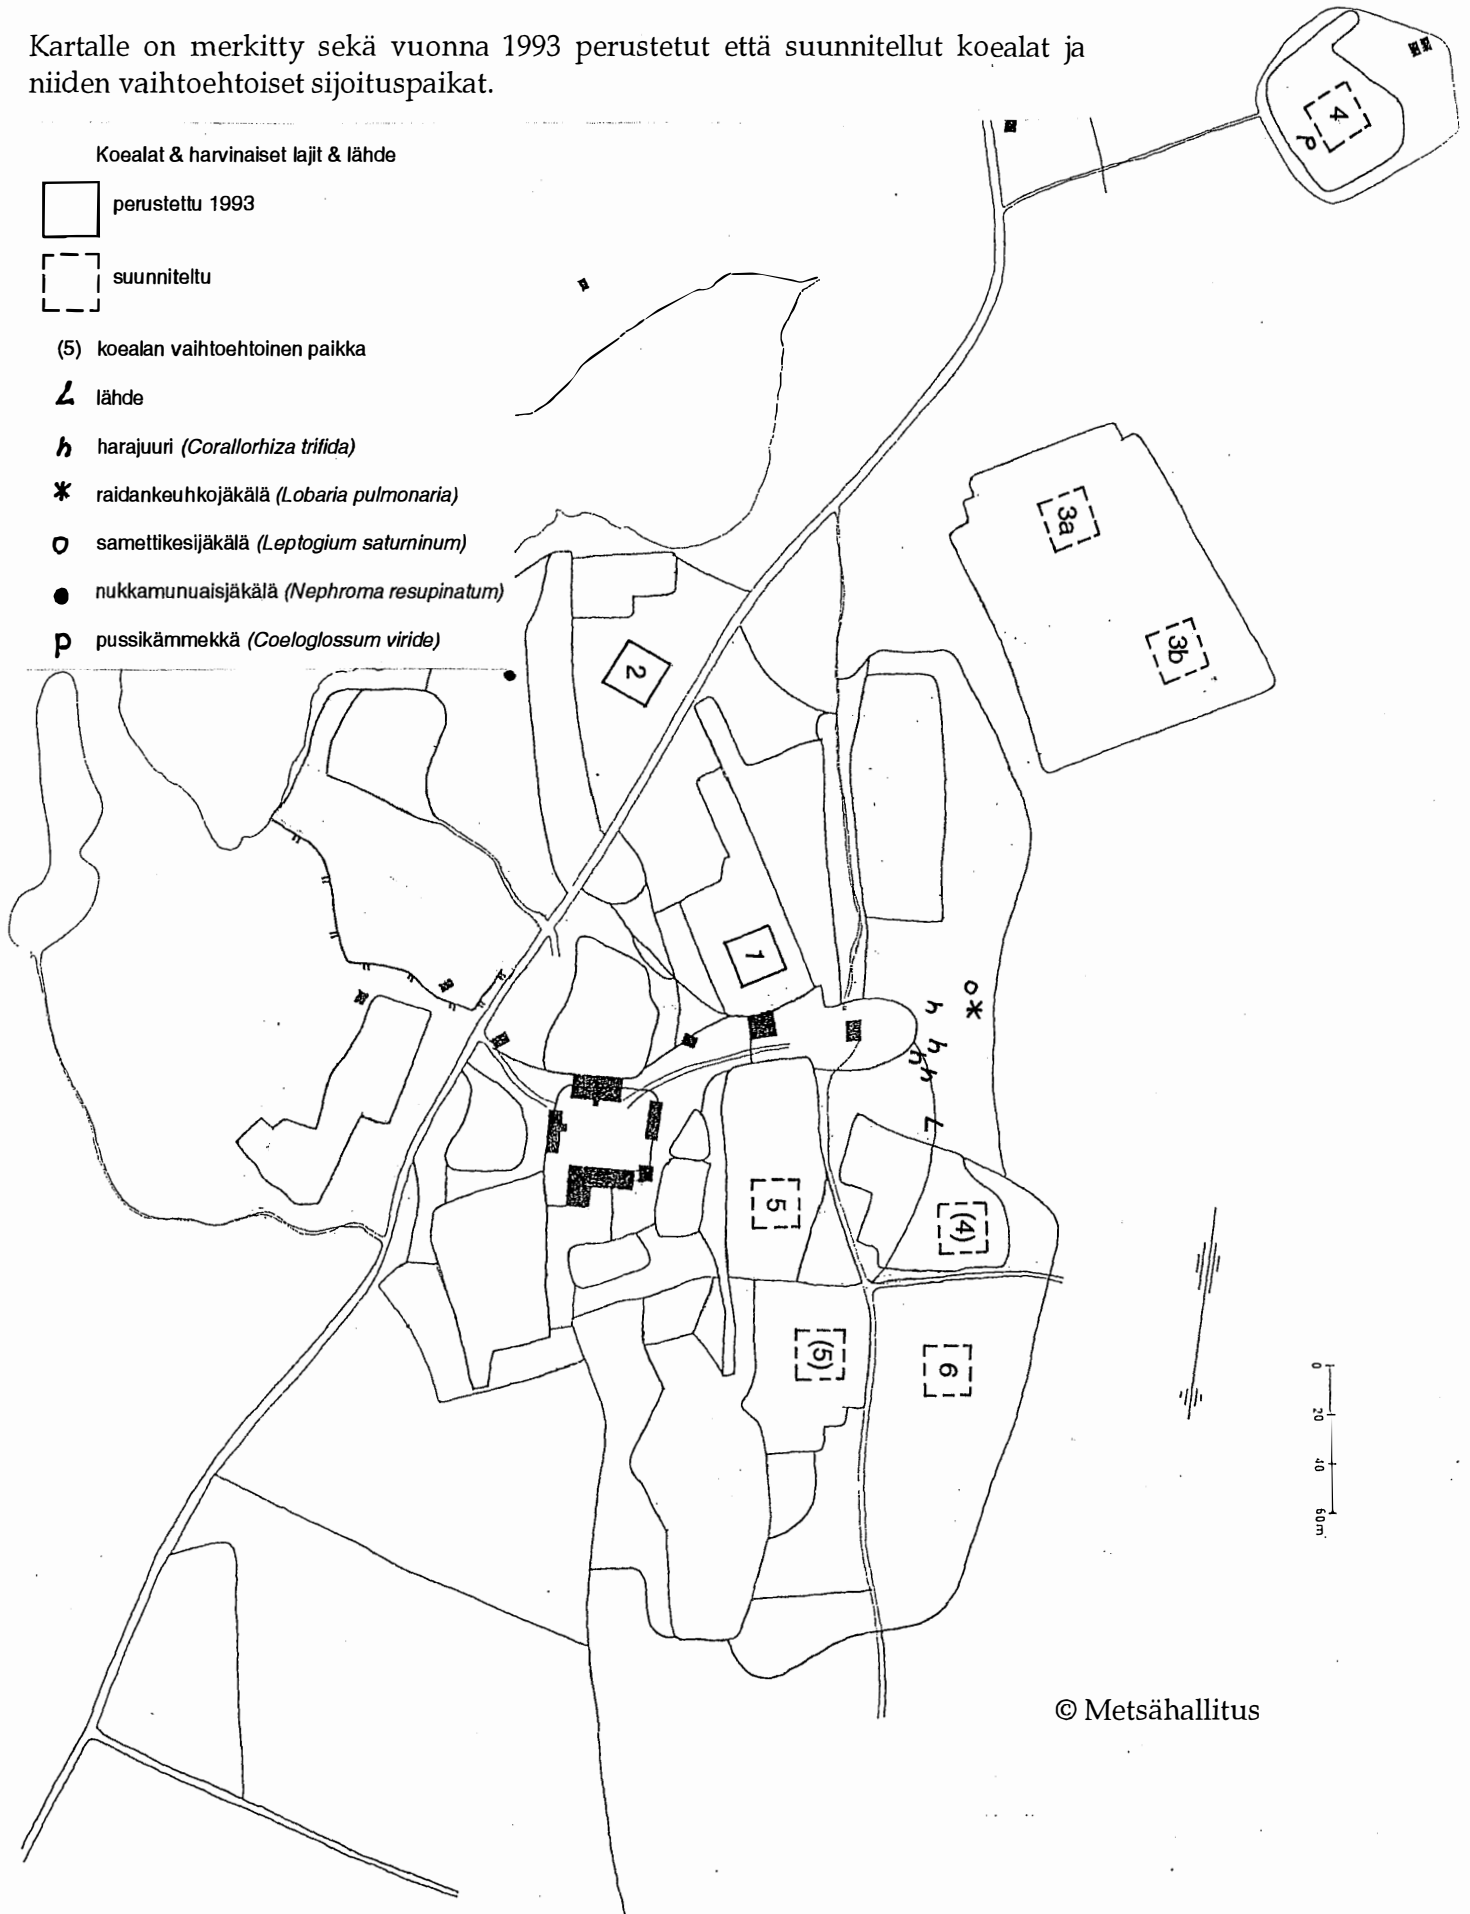 Kartalle on merkitty sekä vuonna 1993 perustetut että suunnitellut koealat ja
niiden vaihtoehtoiset sijoituspaikat.
Koealat & harvinaiset lajit & lähde
perustettu 1993
suunniteltu
(5) koealan vaihtoehtoinen paikka
L lähde
h harajuuri (Corallorhiza trifida)
* raidankeuhkojäkälä (Lobaria pulmonaria)
o samettikesijäkälä (Leptogium saturninum)
● nukkamunuaisjäkälä (Nephroma resupinatum)
p pussikämmekkä (Coeloglossum viride)
4
p
3a
3b
2
1
o
*
h
h
h
h
L
5
(4)
(5)
6
0
20
40
60m
© Metsähallitus